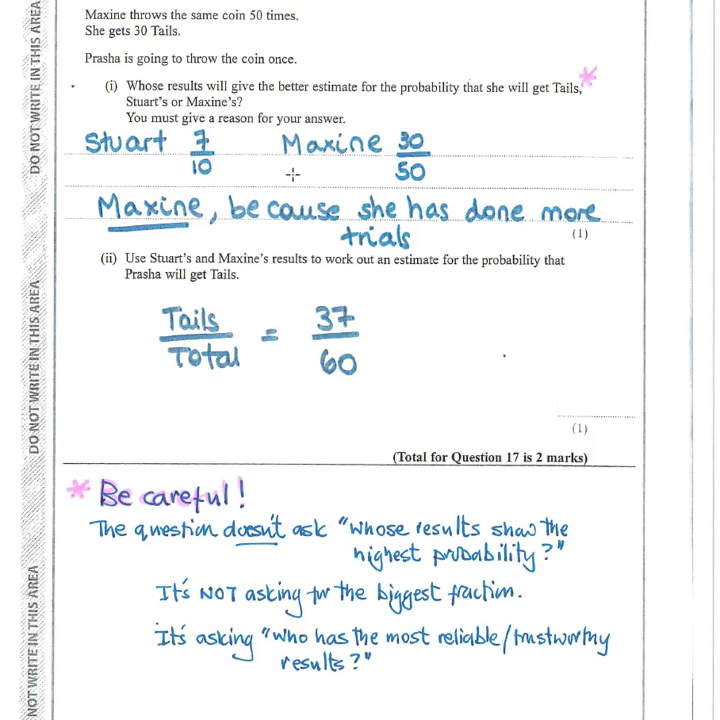 Maxine throws the same coin 50 times.
She gets 30 Tails.
Prasha is going to throw the coin once.
(i) Whose results will give the better estimate for the probability that she will get Tails,*
Stuart's or Maxine's?
You must give a reason for your answer.
Stuart 7/10 Maxine 30/50
Maxine, because she has done more
trials
(1)
(ii) Use Stuart's and Maxine's results to work out an estimate for the probability that
Prasha will get Tails.
Tails/Total = 37/60
(1)
(Total for Question 17 is 2 marks)
* Be careful!
The question doesn't ask "whose results show the
highest probability?"
It's NOT asking for the biggest fraction.
It's asking "who has the most reliable/trustworthy
results?"
DO NOT WRITE IN THIS AREA
DO NOT WRITE IN THIS AREA
NOT WRITE IN THIS AREA